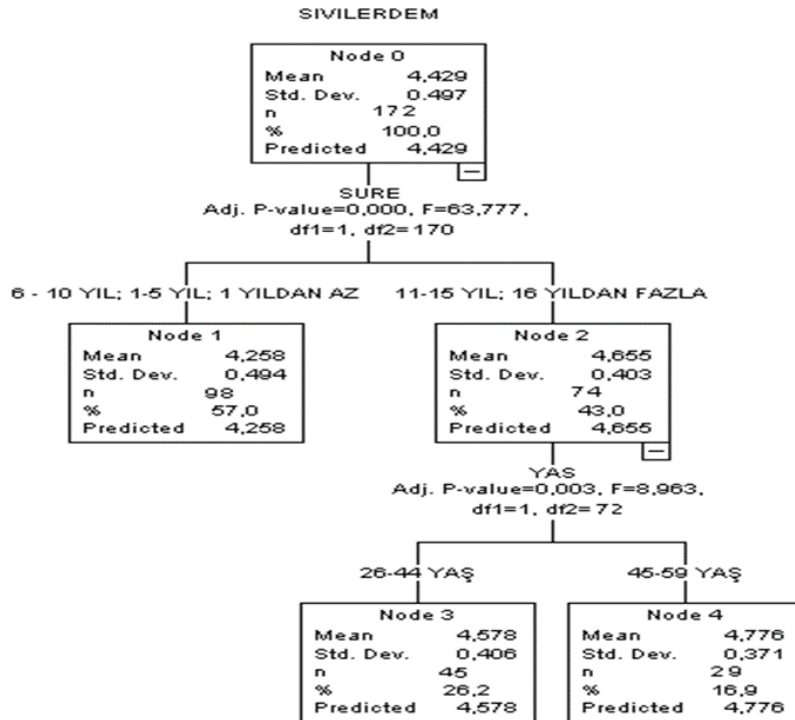 SIVILERDEM
Node 0
Mean 4,429
Std. Dev. 0.497
n 172
% 100,0
Predicted 4,429
SURE
Adj. P-value=0,000, F=63,777,
df1=1, df2=170
6 - 10 YIL; 1-5 YIL; 1 YILDAN AZ 11-15 YIL; 16 YILDAN FAZLA
Node 1
Mean 4,258
Std. Dev. 0,494
n 98
% 57,0
Predicted 4,258
Node 2
Mean 4,655
Std. Dev. 0,403
n 74
% 43,0
Predicted 4,655
YAS
Adj. P-value=0,003, F=8,963,
df1=1, df2=72
26-44 YAŞ 45-59 YAŞ
Node 3
Mean 4,578
Std. Dev. 0,406
n 45
% 26,2
Predicted 4,578
Node 4
Mean 4,776
Std. Dev. 0,371
n 29
% 16,9
Predicted 4,776